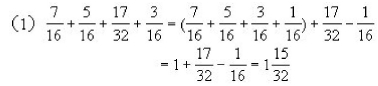 (1) 7/16 + 5/16 + 17/32 + 3/16 = (7/16 + 5/16 + 3/16 + 1/16) + 17/32 - 1/16
= 1 + 17/32 - 1/16 = 1 15/32